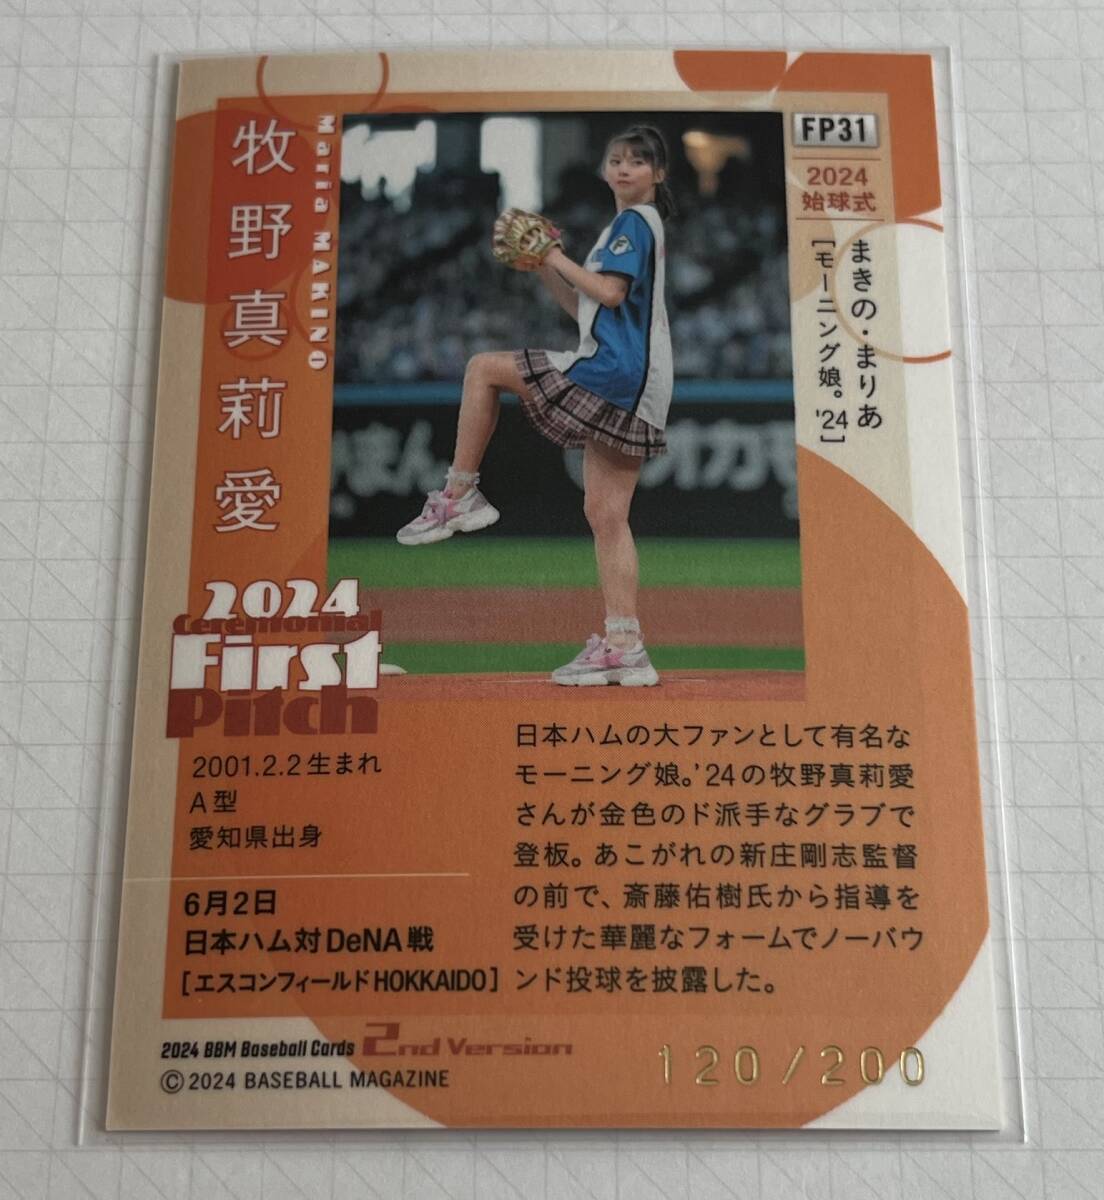 牧野真莉愛
Maria MAKINO
FP31
2024
始球式
まきの・まりあ
[モーニング娘。'24]
2024
Ceremonial
First
Pitch
2001.2.2生まれ
A型
愛知県出身
6月2日
日本ハム対DeNA戦
[エスコンフィールドHOKKAIDO]
日本ハムの大ファンとして有名な
モーニング娘。'24の牧野真莉愛
さんが金色のド派手なグラブで
登板。あこがれの新庄剛志監督
の前で、斎藤佑樹氏から指導を
受けた華麗なフォームでノーバウ
ンド投球を披露した。
2024 BBM Baseball Cards 2nd Version
© 2024 BASEBALL MAGAZINE
120/200